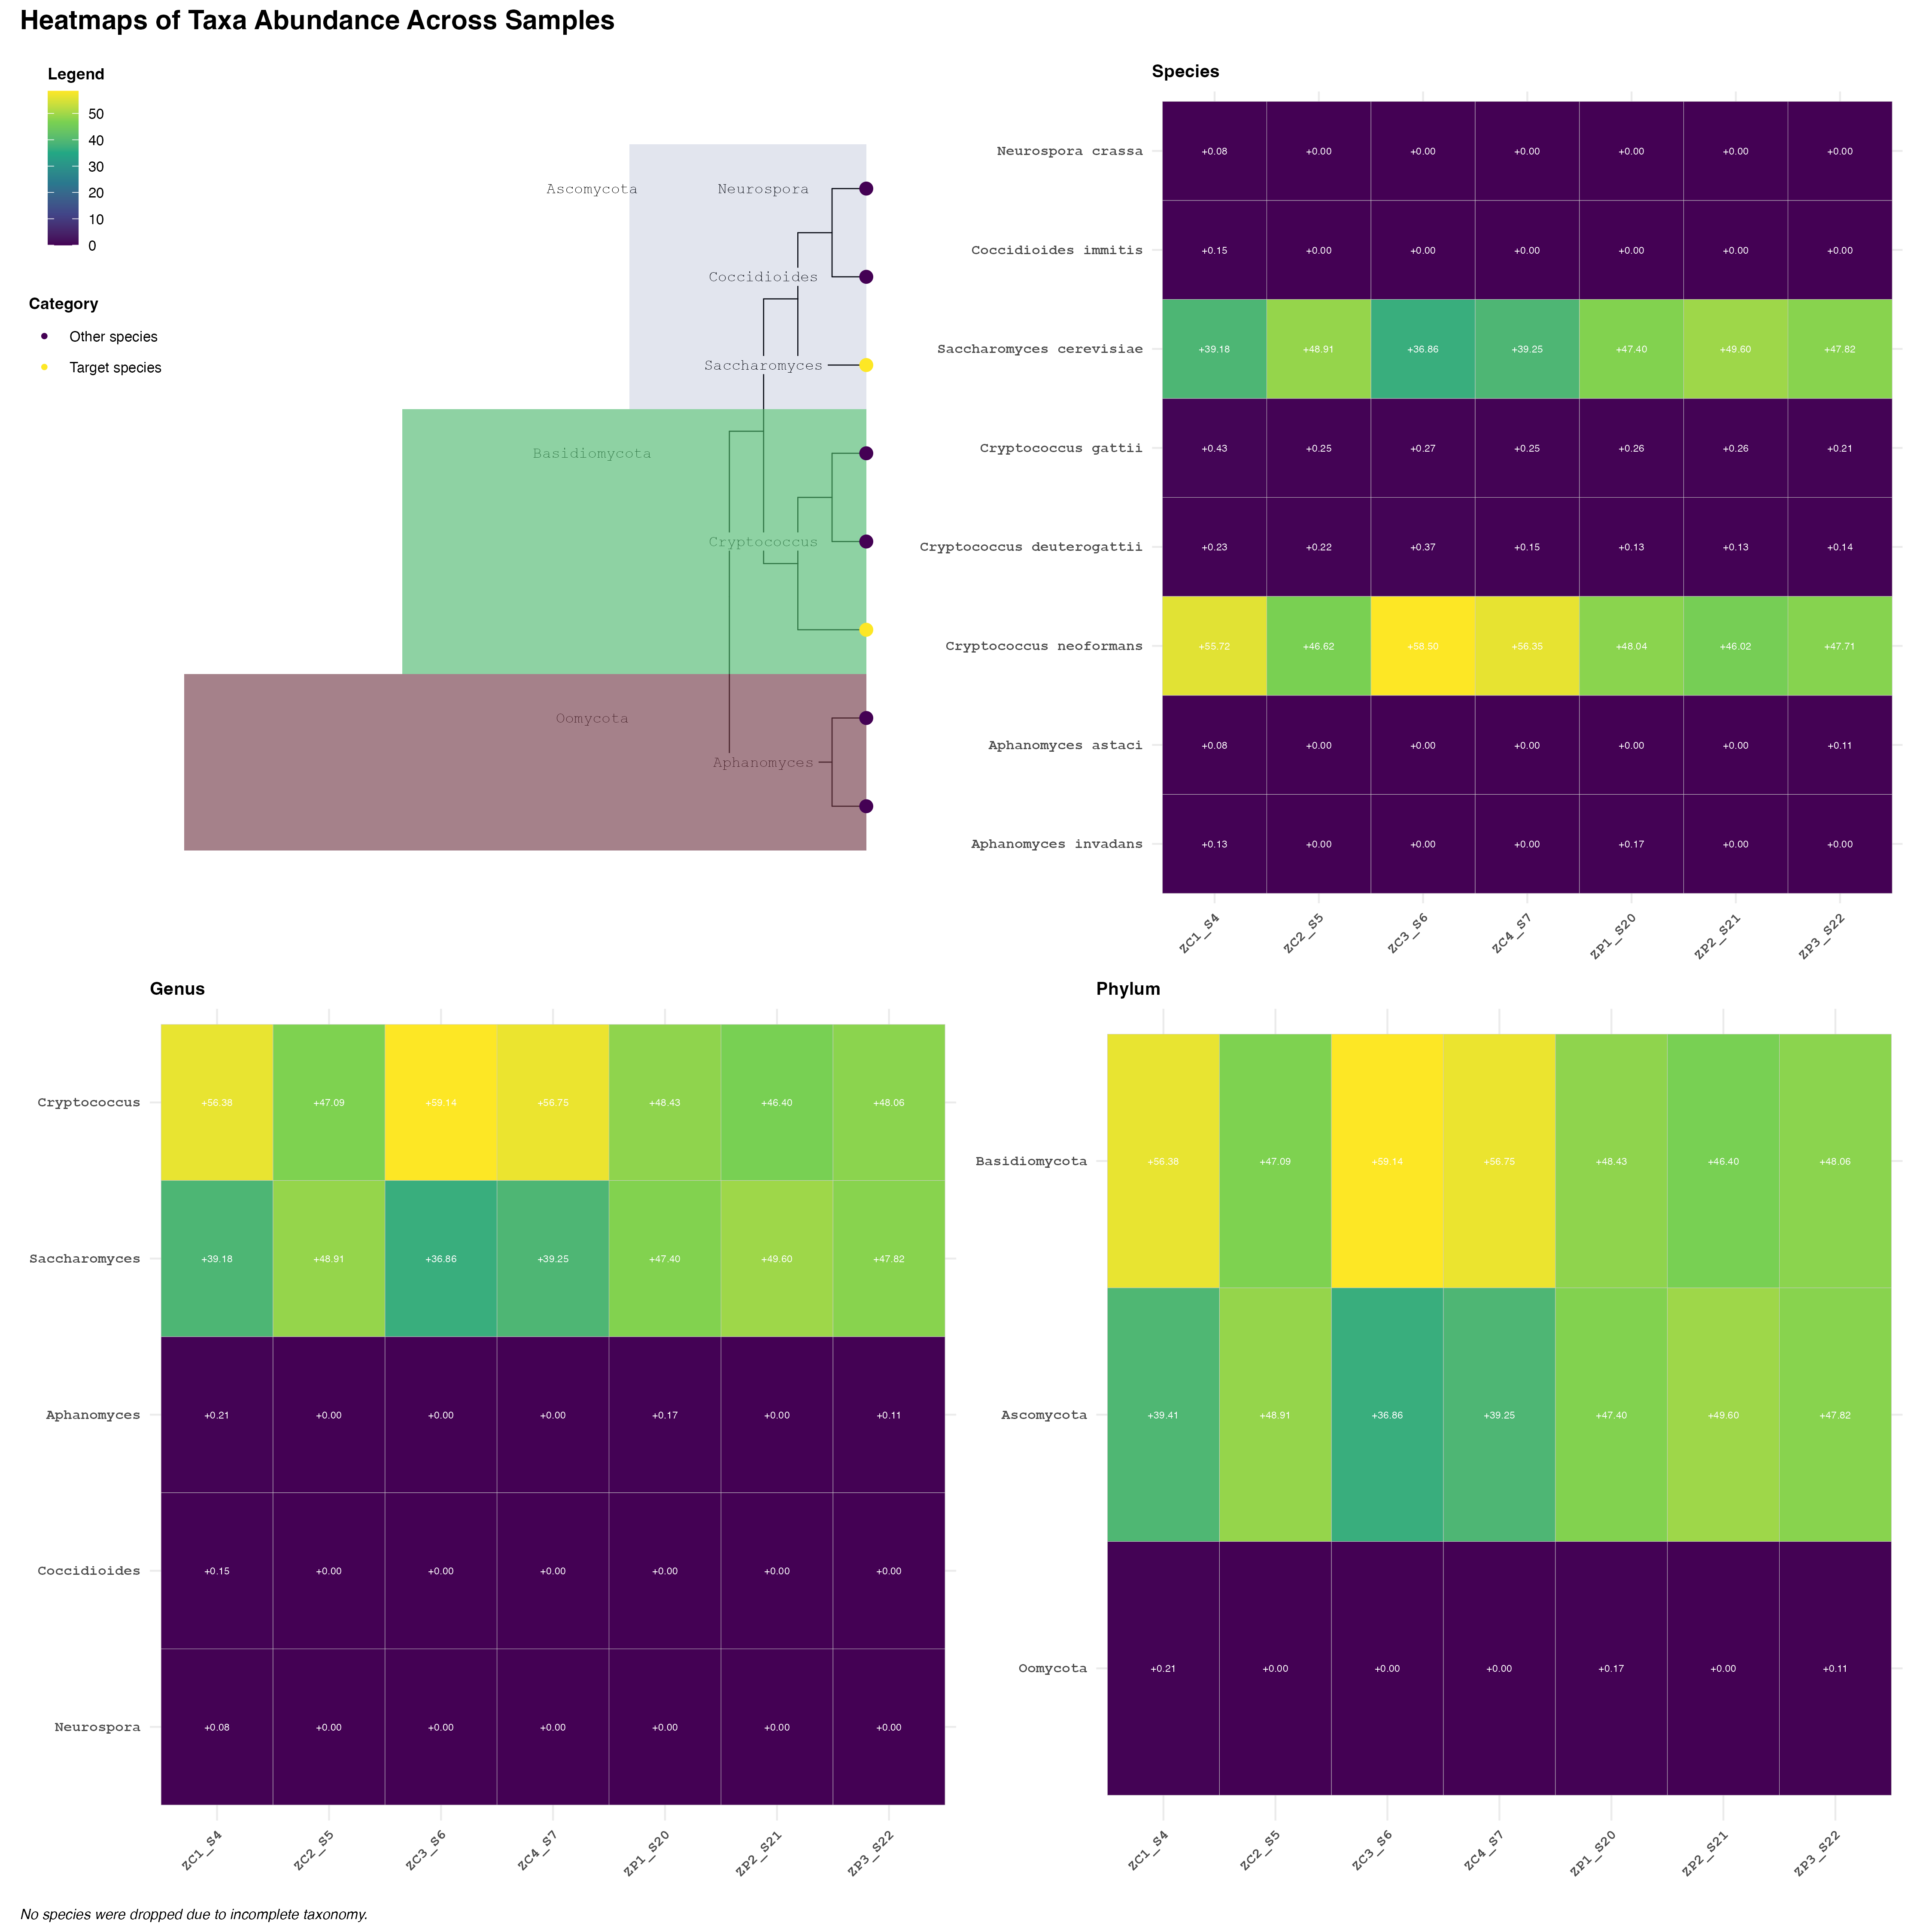 Heatmaps of Taxa Abundance Across Samples
Legend
50
40
30
20
10
0
Category
Other species
Target species
Ascomycota
Neurospora
Coccidioides
Saccharomyces
Basidiomycota
Cryptococcus
Oomycota
Aphanomyces
Species
Neurospora crassa +0.08 +0.00 +0.00 +0.00 +0.00 +0.00 +0.00
Coccidioides immitis +0.15 +0.00 +0.00 +0.00 +0.00 +0.00 +0.00
Saccharomyces cerevisiae +39.18 +48.91 +36.86 +39.25 +47.40 +49.60 +47.82
Cryptococcus gattii +0.43 +0.25 +0.27 +0.25 +0.26 +0.26 +0.21
Cryptococcus deuterogattii +0.23 +0.22 +0.37 +0.15 +0.13 +0.13 +0.14
Cryptococcus neoformans +55.72 +46.62 +58.50 +56.35 +48.04 +46.02 +47.71
Aphanomyces astaci +0.08 +0.00 +0.00 +0.00 +0.00 +0.00 +0.11
Aphanomyces invadans +0.13 +0.00 +0.00 +0.00 +0.17 +0.00 +0.00
ZC1_S4 ZC2_S5 ZC3_S6 ZC4_S7 ZP1_S20 ZP2_S21 ZP3_S22
Genus
Cryptococcus +56.38 +47.09 +59.14 +56.75 +48.43 +46.40 +48.06
Saccharomyces +39.18 +48.91 +36.86 +39.25 +47.40 +49.60 +47.82
Aphanomyces +0.21 +0.00 +0.00 +0.00 +0.17 +0.00 +0.11
Coccidioides +0.15 +0.00 +0.00 +0.00 +0.00 +0.00 +0.00
Neurospora +0.08 +0.00 +0.00 +0.00 +0.00 +0.00 +0.00
ZC1_S4 ZC2_S5 ZC3_S6 ZC4_S7 ZP1_S20 ZP2_S21 ZP3_S22
Phylum
Basidiomycota +56.38 +47.09 +59.14 +56.75 +48.43 +46.40 +48.06
Ascomycota +39.41 +48.91 +36.86 +39.25 +47.40 +49.60 +47.82
Oomycota +0.21 +0.00 +0.00 +0.00 +0.17 +0.00 +0.11
ZC1_S4 ZC2_S5 ZC3_S6 ZC4_S7 ZP1_S20 ZP2_S21 ZP3_S22
No species were dropped due to incomplete taxonomy.